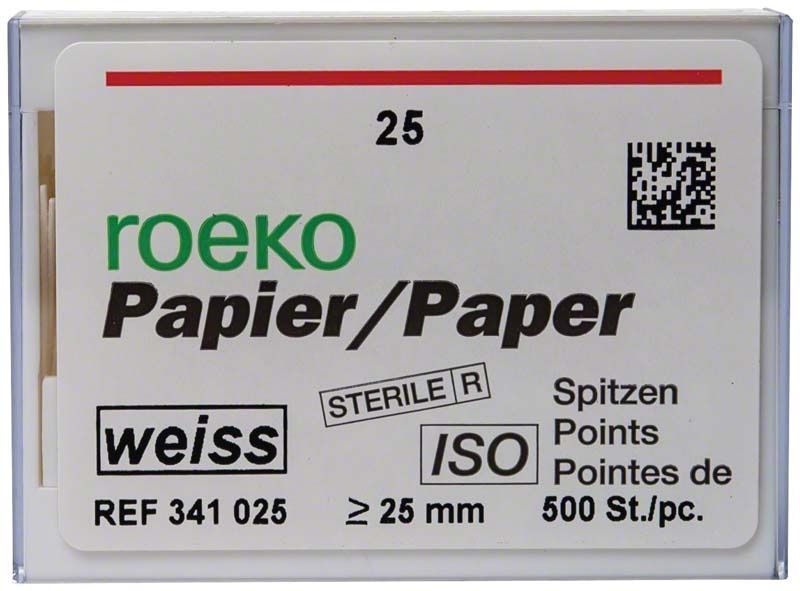 25
roeko
Papier/Paper
STERILE R
weiss
ISO
Spitzen
Points
Pointes de
REF 341 025
≥ 25 mm
500 St./pc.